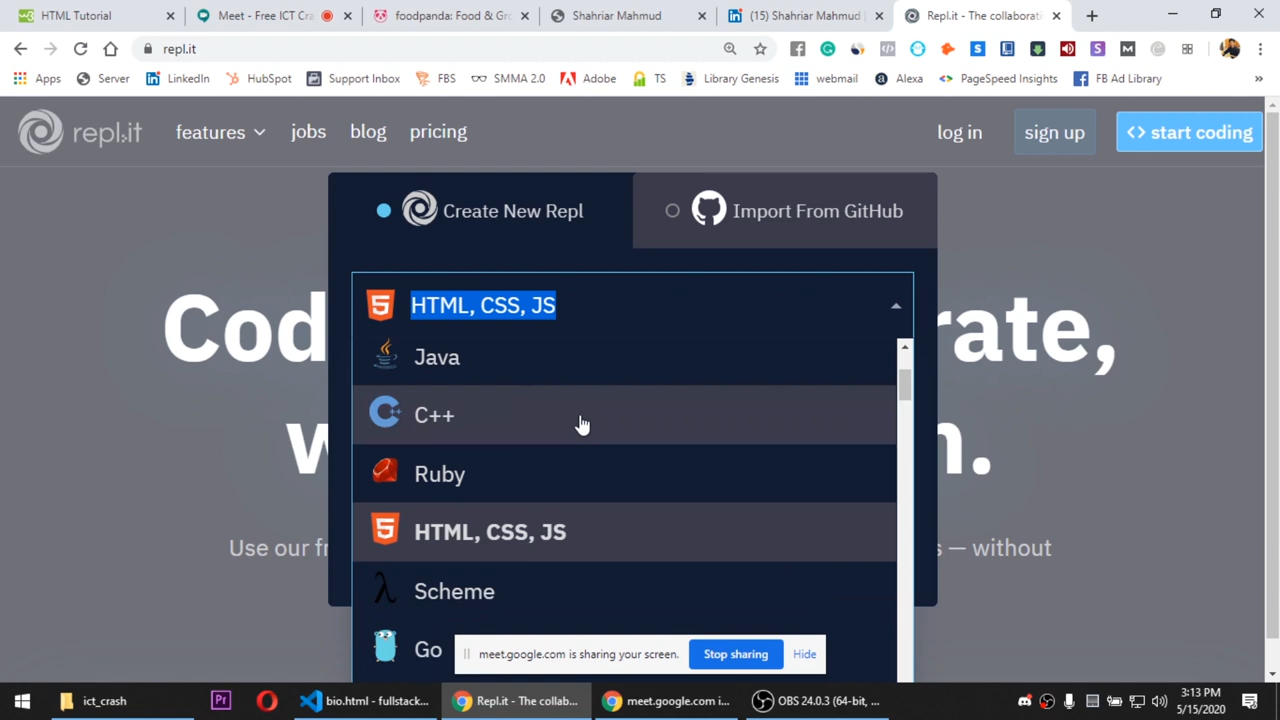 HTML Tutorial
Meet - Free ICT Cra
foodpanda: Food & Gro
Shahriar Mahmud
(15) Shahriar Mahmud |
Repl.it - The collaborati
repl.it
Apps
Server
LinkedIn
HubSpot
Support Inbox
FBS
SMMA 2.0
Adobe
TS
Library Genesis
webmail
Alexa
PageSpeed Insights
FB Ad Library
repl.it
features
jobs
blog
pricing
log in
sign up
<> start coding
Create New Repl
Import From GitHub
HTML, CSS, JS
Java
C++
Ruby
HTML, CSS, JS
Scheme
Go
meet.google.com is sharing your screen.
Stop sharing
Hide
ict_crash
bio.html - fullstack...
Repl.it - The collab...
meet.google.com i...
OBS 24.0.3 (64-bit, ...
3:13 PM
5/15/2020